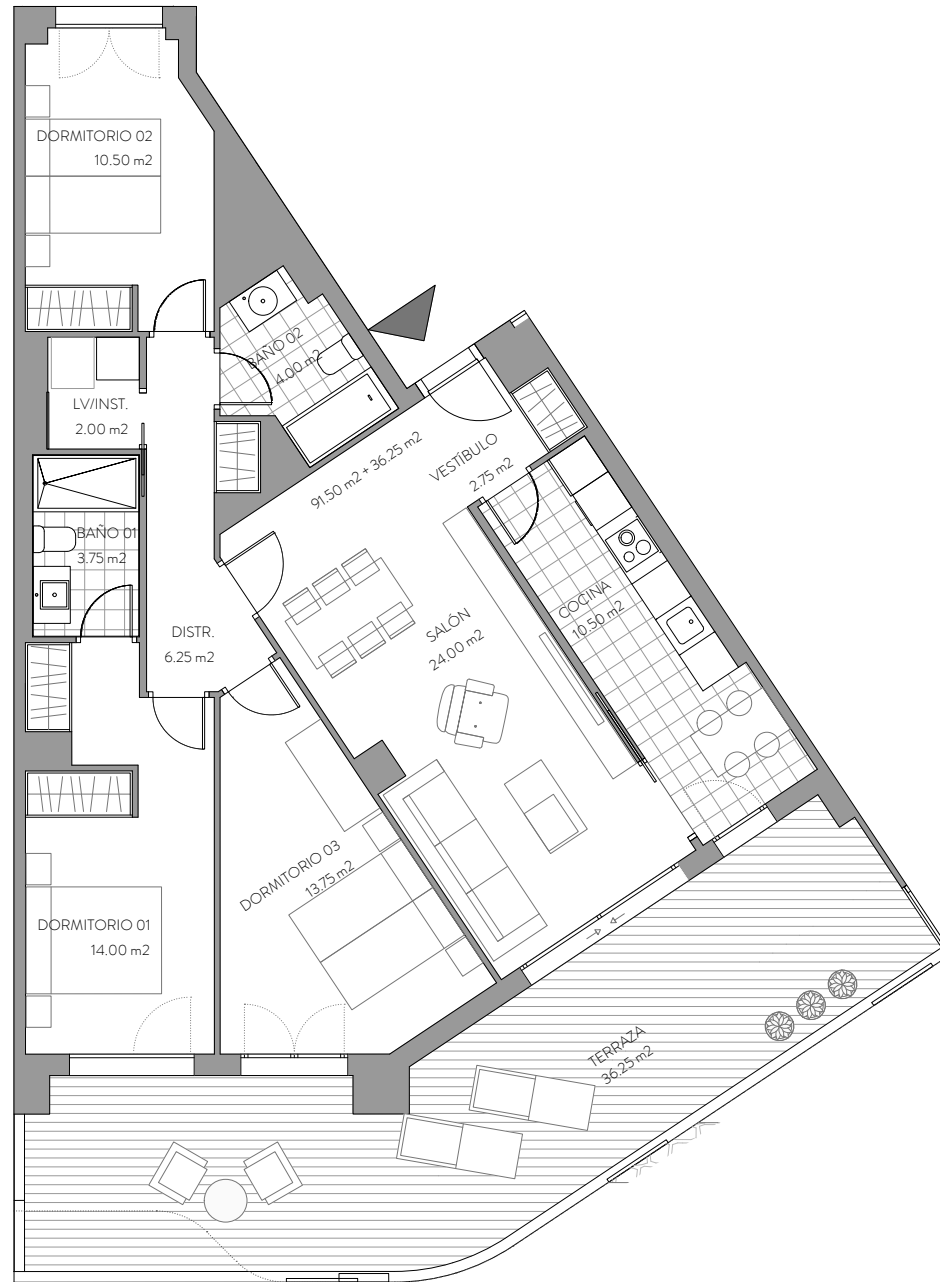 DORMITORIO 02
10.50 m2
BAÑO 02
4.00 m2
LV/INST.
2.00 m2
91.50 m2 + 36.25 m2
VESTÍBULO
2.75 m2
BAÑO 01
3.75 m2
COCINA
10.50 m2
SALÓN
24.00 m2
DISTR.
6.25 m2
DORMITORIO 03
13.75 m2
DORMITORIO 01
14.00 m2
TERRAZA
36.25 m2